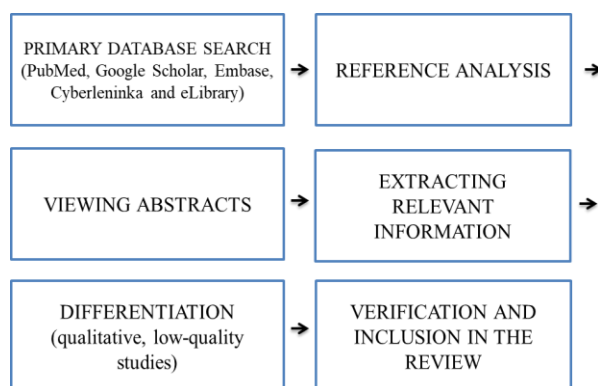 PRIMARY DATABASE SEARCH
(PubMed, Google Scholar, Embase,
Cyberleninka and eLibrary)
REFERENCE ANALYSIS
VIEWING ABSTRACTS
EXTRACTING
RELEVANT
INFORMATION
DIFFERENTIATION
(qualitative, low-quality
studies)
VERIFICATION AND
INCLUSION IN THE
REVIEW